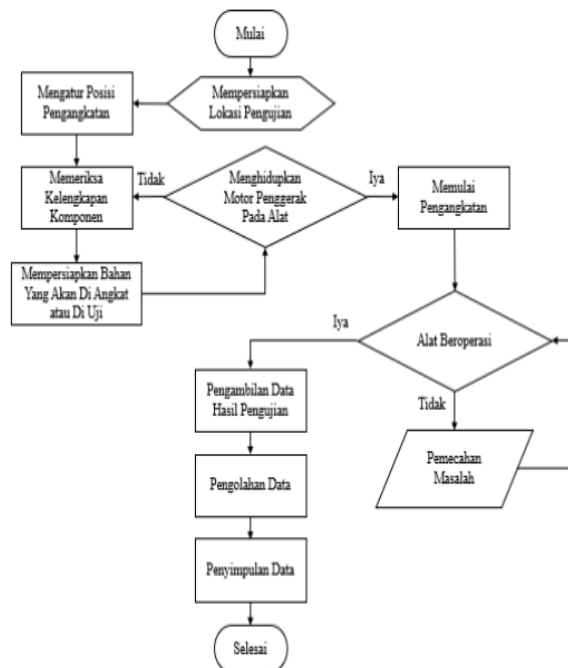 Mulai
Mempersiapkan
Lokasi Pengujian
Mengatur Posisi
Pengangkatan
Memeriksa
Kelengkapan
Komponen
Tidak
Menghidupkan
Motor Penggerak
Pada Alat
Iya
Memulai
Pengangkatan
Mempersiapkan Bahan
Yang Akan Di Angkat
atau Di Uji
Iya
Alat Beroperasi
Tidak
Pengambilan Data
Hasil Pengujian
Pemecahan
Masalah
Pengolahan Data
Penyimpulan Data
Selesai